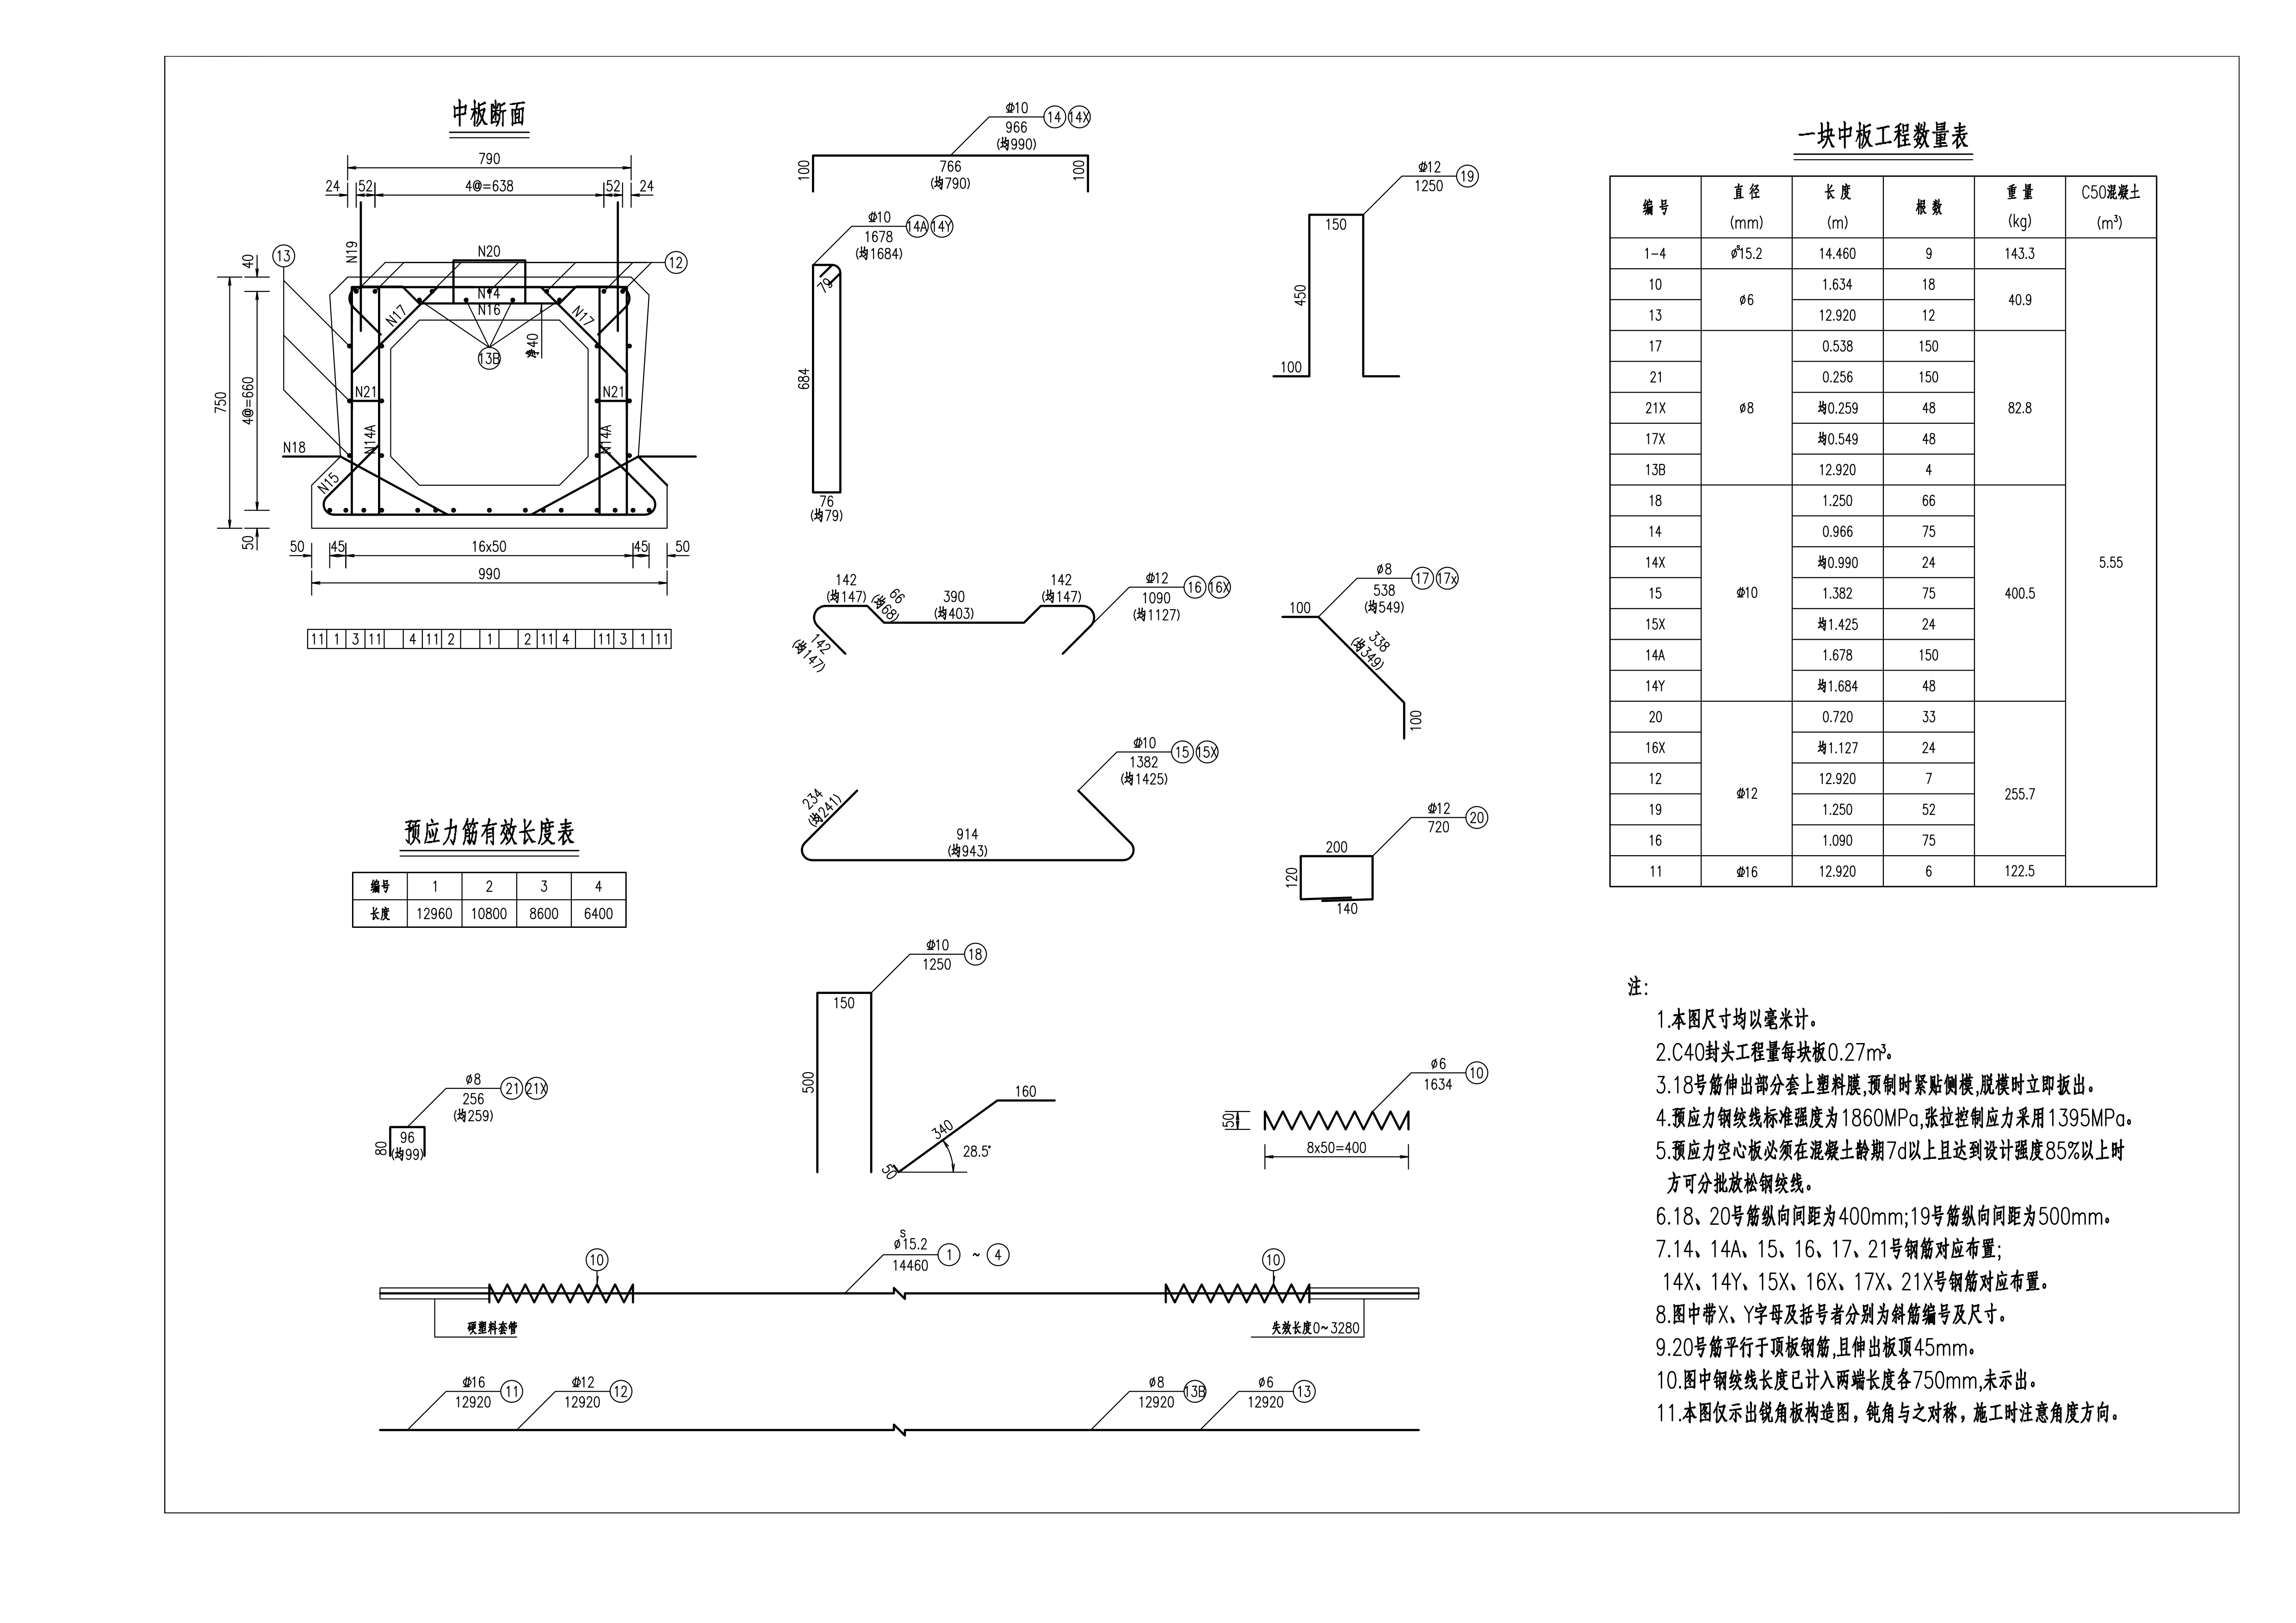 中板断面
790
24 52 4@=638 52 24
N19
N20
13
12
40
N14
N16
N17
N17
13B
净40
750
4@=660
N21
N21
N14A
N14A
N18
N15
50
50 45 16x50 45 50
990
11 1 3 11 4 11 2 1 2 11 4 11 3 1 11
预应力筋有效长度表
编号 1 2 3 4
长度 12960 10800 8600 6400
ϕ8
256
(均259)
21 21X
80
96
(均99)
ϕ10
966
(均990)
14 14X
100
766
(均790)
100
ϕ10
1678
(均1684)
14A 14Y
79
684
76
(均79)
142
(均147)
66
(均68)
390
(均403)
142
(均147)
ϕ12
1090
(均1127)
16 16X
142
(均147)
ϕ10
1382
(均1425)
15 15X
234
(均241)
914
(均943)
ϕ10
1250
18
150
500
160
340
28.5°
50
ϕ12
1250
19
150
450
100
ϕ8
538
(均549)
17 17x
100
338
(均349)
100
ϕ12
720
20
200
120
140
ϕ6
1634
10
50
8x50=400
10
ϕS15.2
14460
1 ~ 4
10
硬塑料套管
失效长度0~3280
ϕ16
12920
11
ϕ12
12920
12
ϕ8
12920
13B
ϕ6
12920
13
一块中板工程数量表
编号 直径(mm) 长度(m) 根数 重量(kg) C50混凝土(m³)
1-4 ϕS15.2 14.460 9 143.3 5.55
10 ϕ6 1.634 18 40.9
13 12.920 12
17 ϕ8 0.538 150 82.8
21 0.256 150
21X 均0.259 48
17X 均0.549 48
13B 12.920 4
18 ϕ10 1.250 66 400.5
14 0.966 75
14X 均0.990 24
15 1.382 75
15X 均1.425 24
14A 1.678 150
14Y 均1.684 48
20 ϕ12 0.720 33 255.7
16X 均1.127 24
12 12.920 7
19 1.250 52
16 1.090 75
11 ϕ16 12.920 6 122.5
注:
1.本图尺寸均以毫米计。
2.C40封头工程量每块板0.27m³。
3.18号筋伸出部分套上塑料膜,预制时紧贴侧模,脱模时立即扳出。
4.预应力钢绞线标准强度为1860MPa,张拉控制应力采用1395MPa。
5.预应力空心板必须在混凝土龄期7d以上且达到设计强度85%以上时
方可分批放松钢绞线。
6.18、20号筋纵向间距为400mm;19号筋纵向间距为500mm。
7.14、14A、15、16、17、21号钢筋对应布置;
14X、14Y、15X、16X、17X、21X号钢筋对应布置。
8.图中带X、Y字母及括号者分别为斜筋编号及尺寸。
9.20号筋平行于顶板钢筋,且伸出板顶45mm。
10.图中钢绞线长度已计入两端长度各750mm,未示出。
11.本图仅示出锐角板构造图，钝角与之对称，施工时注意角度方向。